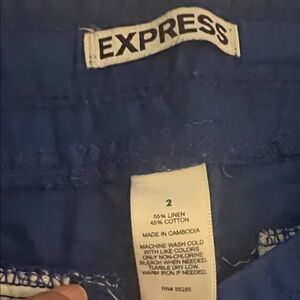 EXPRESS
2
55% LINEN
45% COTTON
MADE IN CAMBODIA
MACHINE WASH COLD
WITH LIKE COLORS.
ONLY NON-CHLORINE
BLEACH WHEN NEEDED.
TUMBLE DRY LOW.
WARM IRON IF NEEDED.
RN# 55285